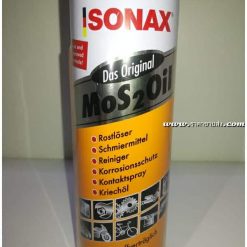 SONAX
Das Original
MoS2Oil
• Rostlöser
• Schmiermittel
• Reiniger
• Korrosionsschutz
• Kontaktspray
• Kriechöl